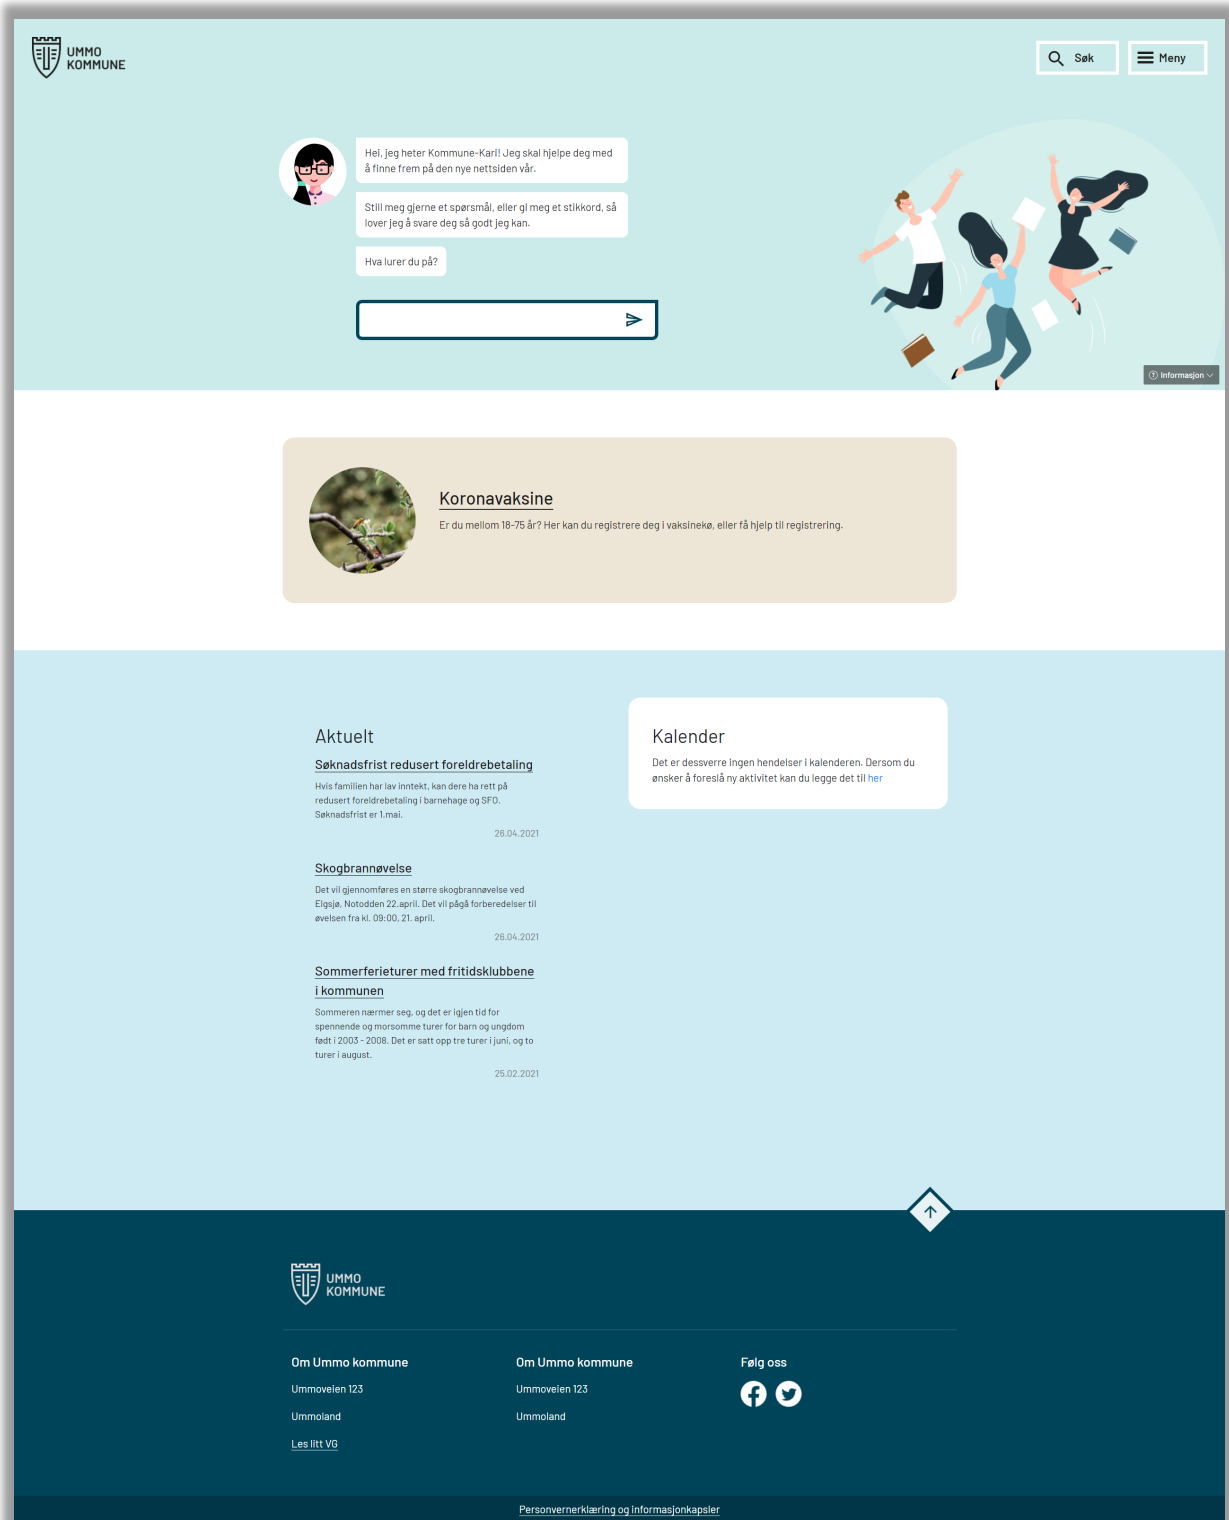 UMMO
KOMMUNE
Søk
Meny
Hei, jeg heter Kommune-Kari! Jeg skal hjelpe deg med
å finne frem på den nye nettsiden vår.
Still meg gjerne et spørsmål, eller gi meg et stikkord, så
lover jeg å svare deg så godt jeg kan.
Hva lurer du på?
Informasjon
Koronavaksine
Er du mellom 18-75 år? Her kan du registrere deg i vaksinekø, eller få hjelp til registrering.
Aktuelt
Søknadsfrist redusert foreldrebetaling
Hvis familien har lav inntekt, kan dere ha rett på
redusert foreldrebetaling i barnehage og SFO.
Søknadsfrist er 1.mai.
26.04.2021
Skogbrannøvelse
Det vil gjennomføres en større skogbrannøvelse ved
Elgsjø, Notodden 22.april. Det vil pågå forberedelser til
øvelsen fra kl. 09:00, 21. april.
26.04.2021
Sommerferieturer med fritidsklubbene
i kommunen
Sommeren nærmer seg, og det er igjen tid for
spennende og morsomme turer for barn og ungdom
født i 2003 - 2008. Det er satt opp tre turer i juni, og to
turer i august.
25.02.2021
Kalender
Det er dessverre ingen hendelser i kalenderen. Dersom du
ønsker å foreslå ny aktivitet kan du legge det til her
UMMO
KOMMUNE
Om Ummo kommune
Ummoveien 123
Ummoland
Les litt VG
Om Ummo kommune
Ummoveien 123
Ummoland
Følg oss
Personvernerklæring og informasjonkapsler